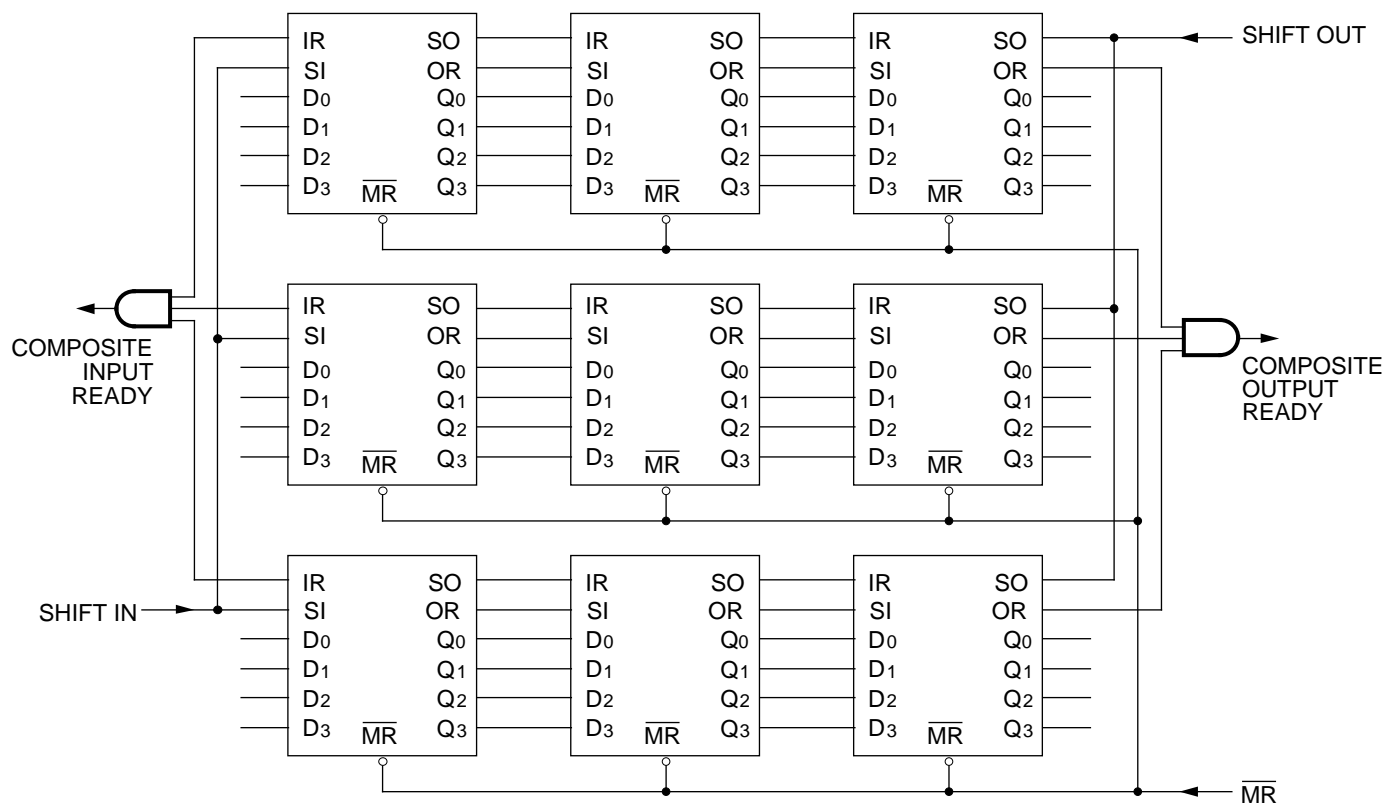 IR SO IR SO IR SO SHIFT OUT
SI OR SI OR SI OR
D0 Q0 D0 Q0 D0 Q0
D1 Q1 D1 Q1 D1 Q1
D2 Q2 D2 Q2 D2 Q2
D3 MR Q3 D3 MR Q3 D3 MR Q3
IR SO IR SO IR SO
SI OR SI OR SI OR
COMPOSITE
INPUT
READY
D0 Q0 D0 Q0 D0 Q0
D1 Q1 D1 Q1 D1 Q1
D2 Q2 D2 Q2 D2 Q2
D3 MR Q3 D3 MR Q3 D3 MR Q3
COMPOSITE
OUTPUT
READY
IR SO IR SO IR SO
SHIFT IN SI OR SI OR SI OR
D0 Q0 D0 Q0 D0 Q0
D1 Q1 D1 Q1 D1 Q1
D2 Q2 D2 Q2 D2 Q2
D3 MR Q3 D3 MR Q3 D3 MR Q3
MR